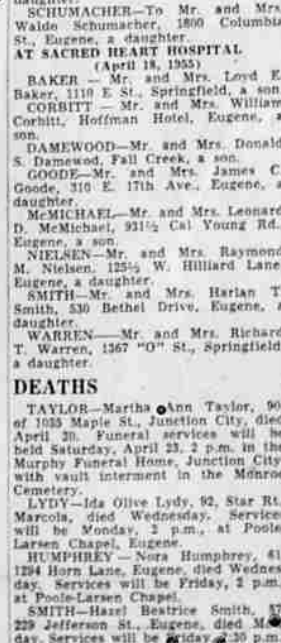 daughter.
SCHUMACHER—To Mr. and Mrs.
Waldo Schumacher, 1800 Columbia
St., Eugene, a daughter.
AT SACRED HEART HOSPITAL
(April 18, 1955)
BAKER — Mr. and Mrs. Loyd E.
Baker, 1110 E St., Springfield, a son.
CORBITT — Mr. and Mrs. William
Corbitt, Hoffman Hotel, Eugene, a
son.
DAMEWOOD—Mr. and Mrs. Donald
S. Damewod, Fall Creek, a son.
GOODE—Mr. and Mrs. James C.
Goode, 310 E. 17th Ave., Eugene, a
daughter.
McMICHAEL—Mr. and Mrs. Leonard
D. McMichael, 931½ Cal Young Rd.,
Eugene, a son.
NIELSEN—Mr. and Mrs. Raymond
M. Nielsen, 125½ W. Hilliard Lane,
Eugene, a daughter.
SMITH—Mr. and Mrs. Harlan T.
Smith, 530 Bethel Drive, Eugene, a
daughter.
WARREN—Mr. and Mrs. Richard
T. Warren, 1367 "O" St., Springfield,
a daughter.
DEATHS
TAYLOR—Martha Ann Taylor, 90,
of 1035 Maple St., Junction City, died
April 20. Funeral services will be
held Saturday, April 23, 2 p.m. in the
Murphy Funeral Home, Junction City
with vault interment in the Monroe
Cemetery.
LYDY—Ida Olive Lydy, 92, Star Rt.,
Marcola, died Wednesday. Services
will be Monday, 2 p.m., at Poole-
Larsen Chapel, Eugene.
HUMPHREY — Nora Humphrey, 61,
1294 Horn Lane, Eugene, died Wednes-
day. Services will be Friday, 2 p.m.
at Poole-Larsen Chapel.
SMITH—Hazel Beatrice Smith,
229 Jefferson St., Eugene, died
day. Services will be Friday 2:30 p.m.